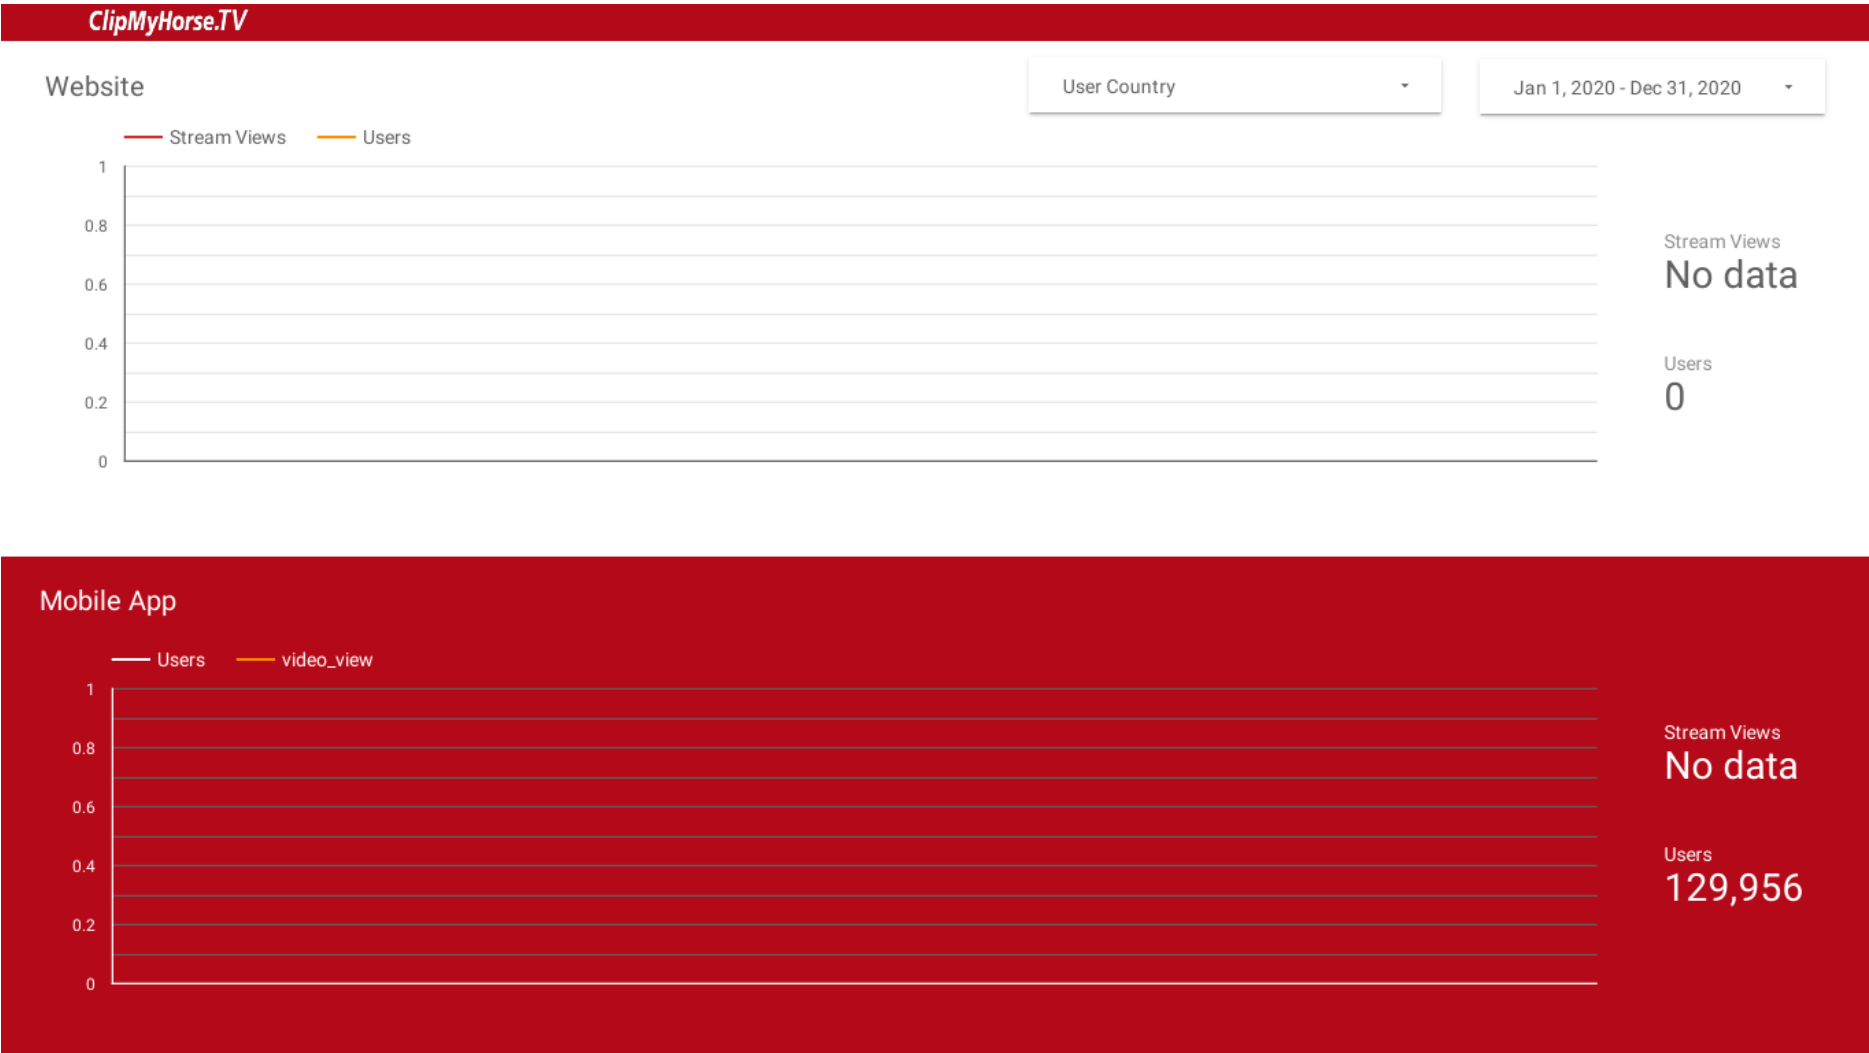 ClipMyHorse.TV
Website
User Country
Jan 1, 2020 - Dec 31, 2020
Stream Views
Users
1
0.8
0.6
0.4
0.2
0
Stream Views
No data
Users
0
Mobile App
Users
video_view
1
0.8
0.6
0.4
0.2
0
Stream Views
No data
Users
129,956